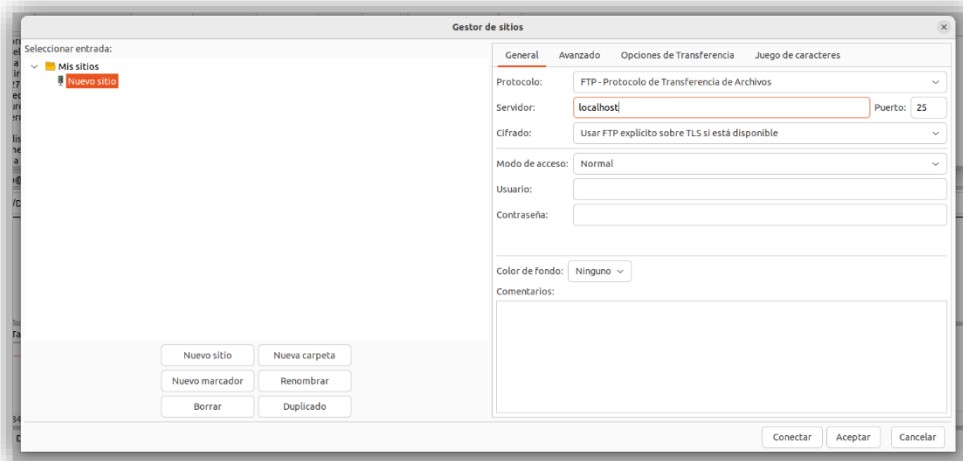 Gestor de sitios
Seleccionar entrada:
Mis sitios
Nuevo sitio
Nuevo sitio Nueva carpeta
Nuevo marcador Renombrar
Borrar Duplicado
General Avanzado Opciones de Transferencia Juego de caracteres
Protocolo: FTP - Protocolo de Transferencia de Archivos
Servidor: localhost Puerto: 25
Cifrado: Usar FTP explícito sobre TLS si está disponible
Modo de acceso: Normal
Usuario:
Contraseña:
Color de fondo: Ninguno
Comentarios:
Conectar Aceptar Cancelar